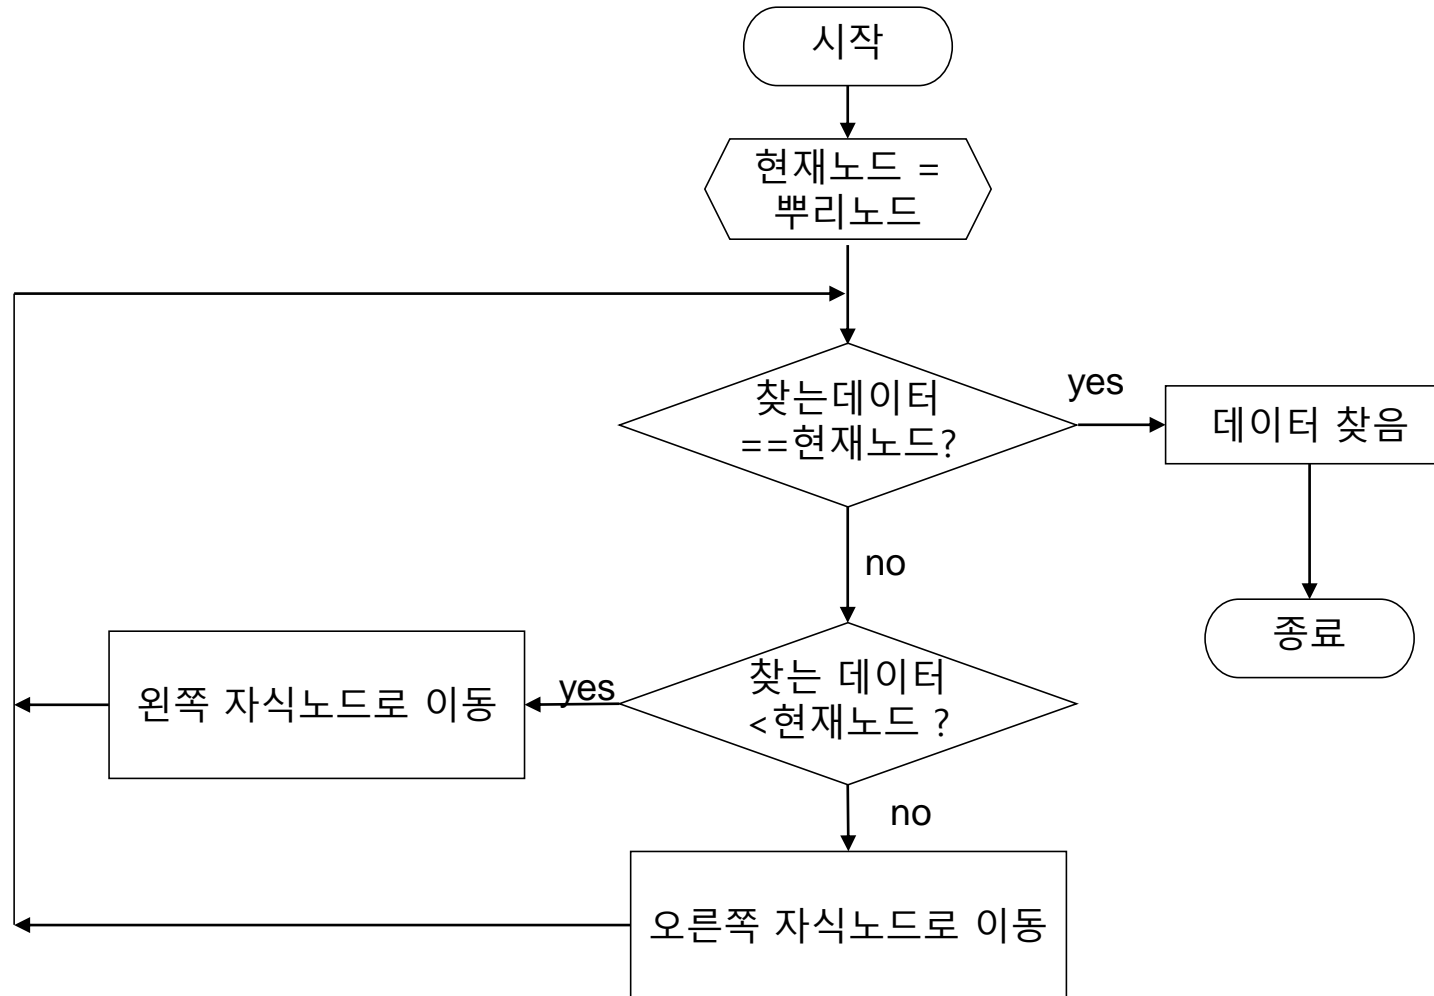 시작
현재노드 =
뿌리노드
찾는데이터
==현재노드?
yes
데이터 찾음
no
종료
찾는 데이터
<현재노드 ?
yes
왼쪽 자식노드로 이동
no
오른쪽 자식노드로 이동